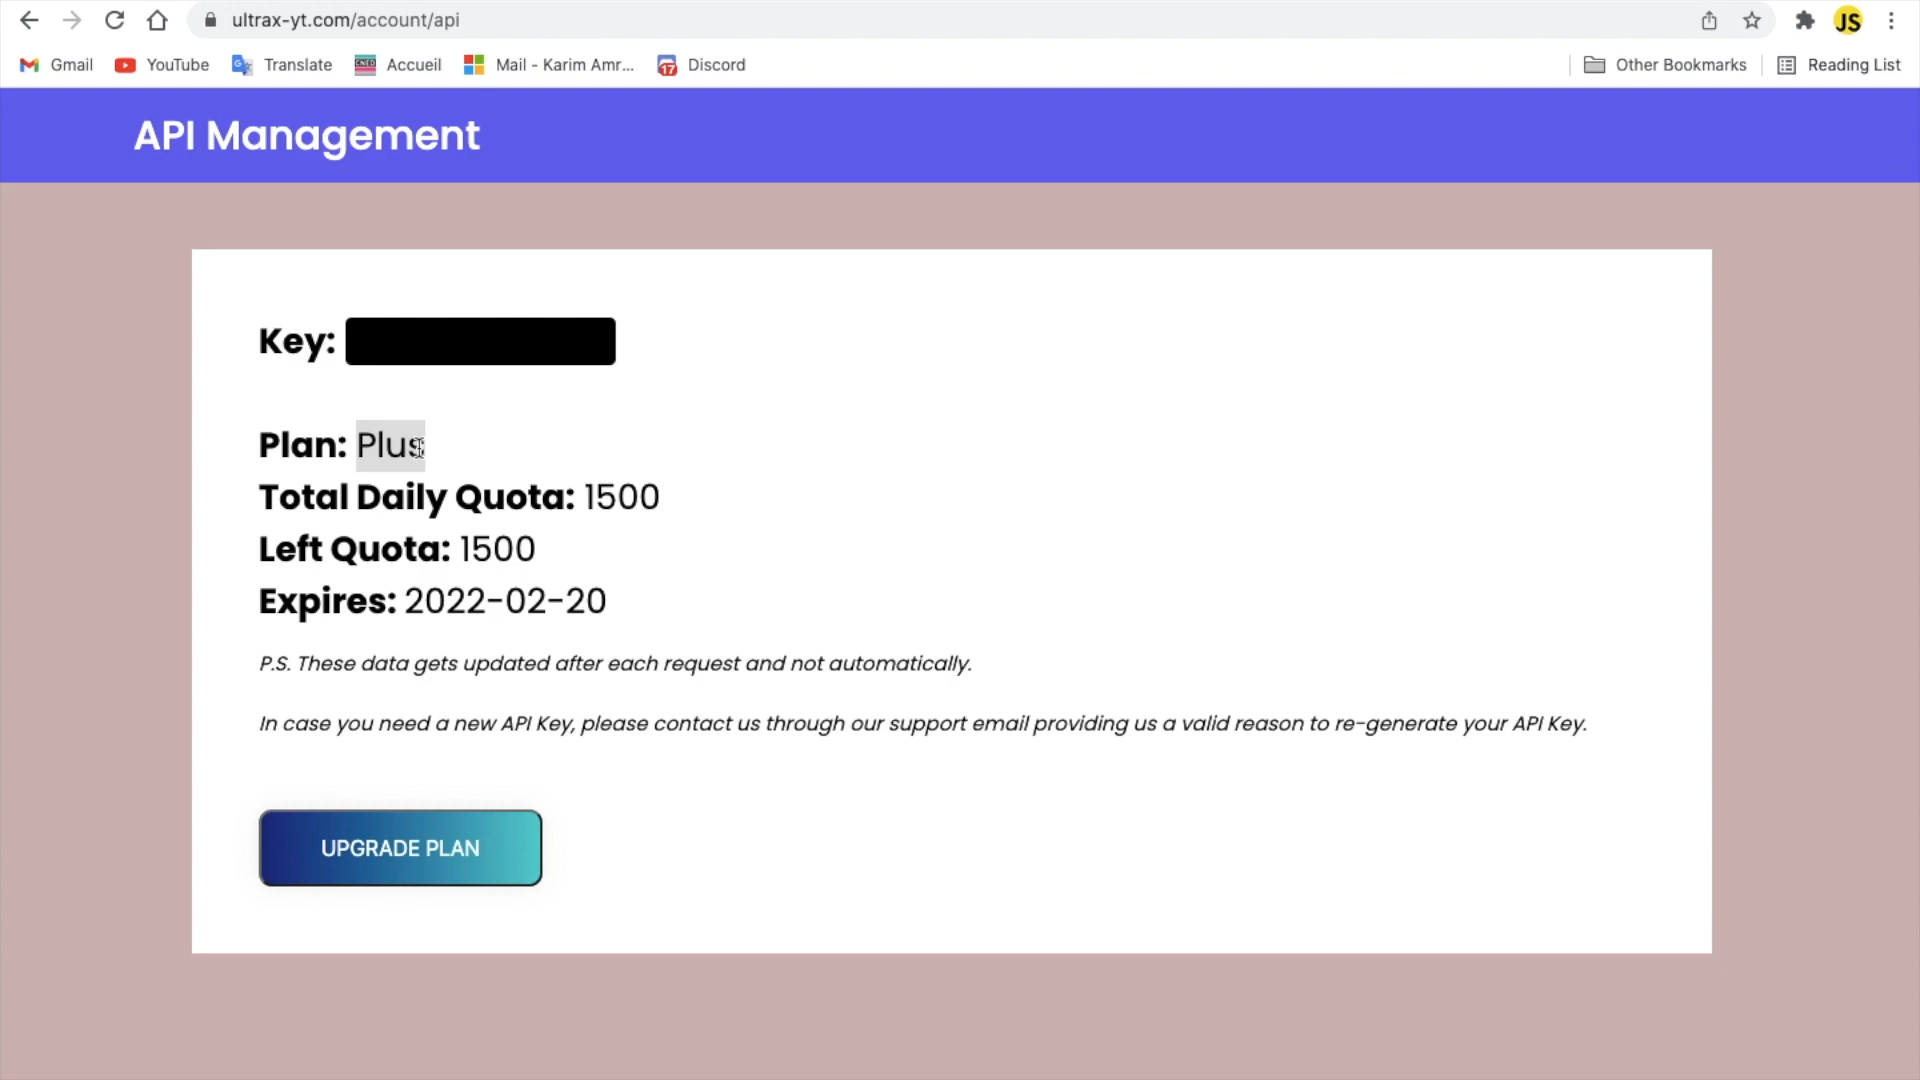 ultrax-yt.com/account/api
JS
Gmail YouTube Translate CNED Accueil Mail - Karim Amr... 17 Discord Other Bookmarks Reading List
API Management
Key:
Plan: Plus
Total Daily Quota: 1500
Left Quota: 1500
Expires: 2022-02-20
P.S. These data gets updated after each request and not automatically.
In case you need a new API Key, please contact us through our support email providing us a valid reason to re-generate your API Key.
UPGRADE PLAN